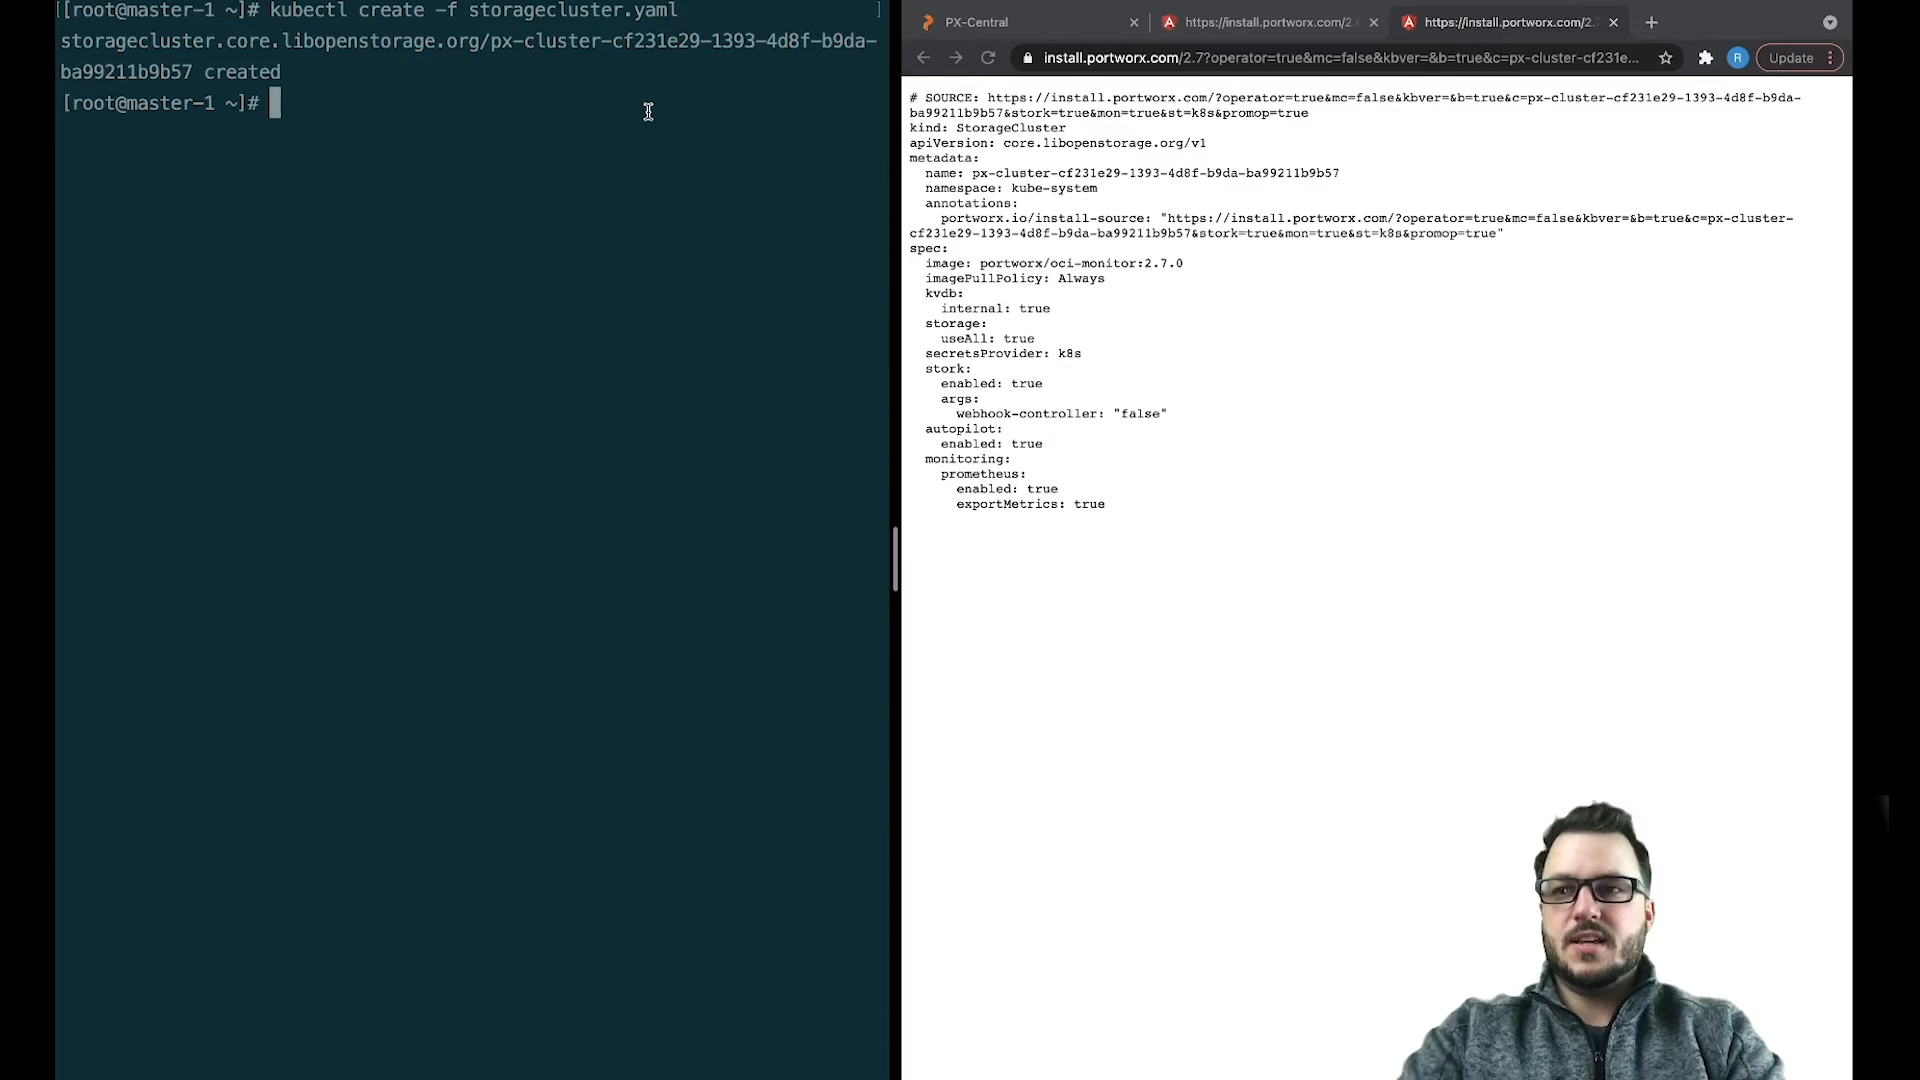 [[root@master-1 ~]# kubectl create -f storagecluster.yaml ]
storagecluster.core.libopenstorage.org/px-cluster-cf231e29-1393-4d8f-b9da-
ba99211b9b57 created
[root@master-1 ~]#
PX-Central
https://install.portworx.com/2.
https://install.portworx.com/2.
install.portworx.com/2.7?operator=true&mc=false&kbver=&b=true&c=px-cluster-cf231e...
R
Update
# SOURCE: https://install.portworx.com/?operator=true&mc=false&kbver=&b=true&c=px-cluster-cf231e29-1393-4d8f-b9da-
ba99211b9b57&stork=true&mon=true&st=k8s&promop=true
kind: StorageCluster
apiVersion: core.libopenstorage.org/v1
metadata:
name: px-cluster-cf231e29-1393-4d8f-b9da-ba99211b9b57
namespace: kube-system
annotations:
portworx.io/install-source: "https://install.portworx.com/?operator=true&mc=false&kbver=&b=true&c=px-cluster-
cf231e29-1393-4d8f-b9da-ba99211b9b57&stork=true&mon=true&st=k8s&promop=true"
spec:
image: portworx/oci-monitor:2.7.0
imagePullPolicy: Always
kvdb:
internal: true
storage:
useAll: true
secretsProvider: k8s
stork:
enabled: true
args:
webhook-controller: "false"
autopilot:
enabled: true
monitoring:
prometheus:
enabled: true
exportMetrics: true